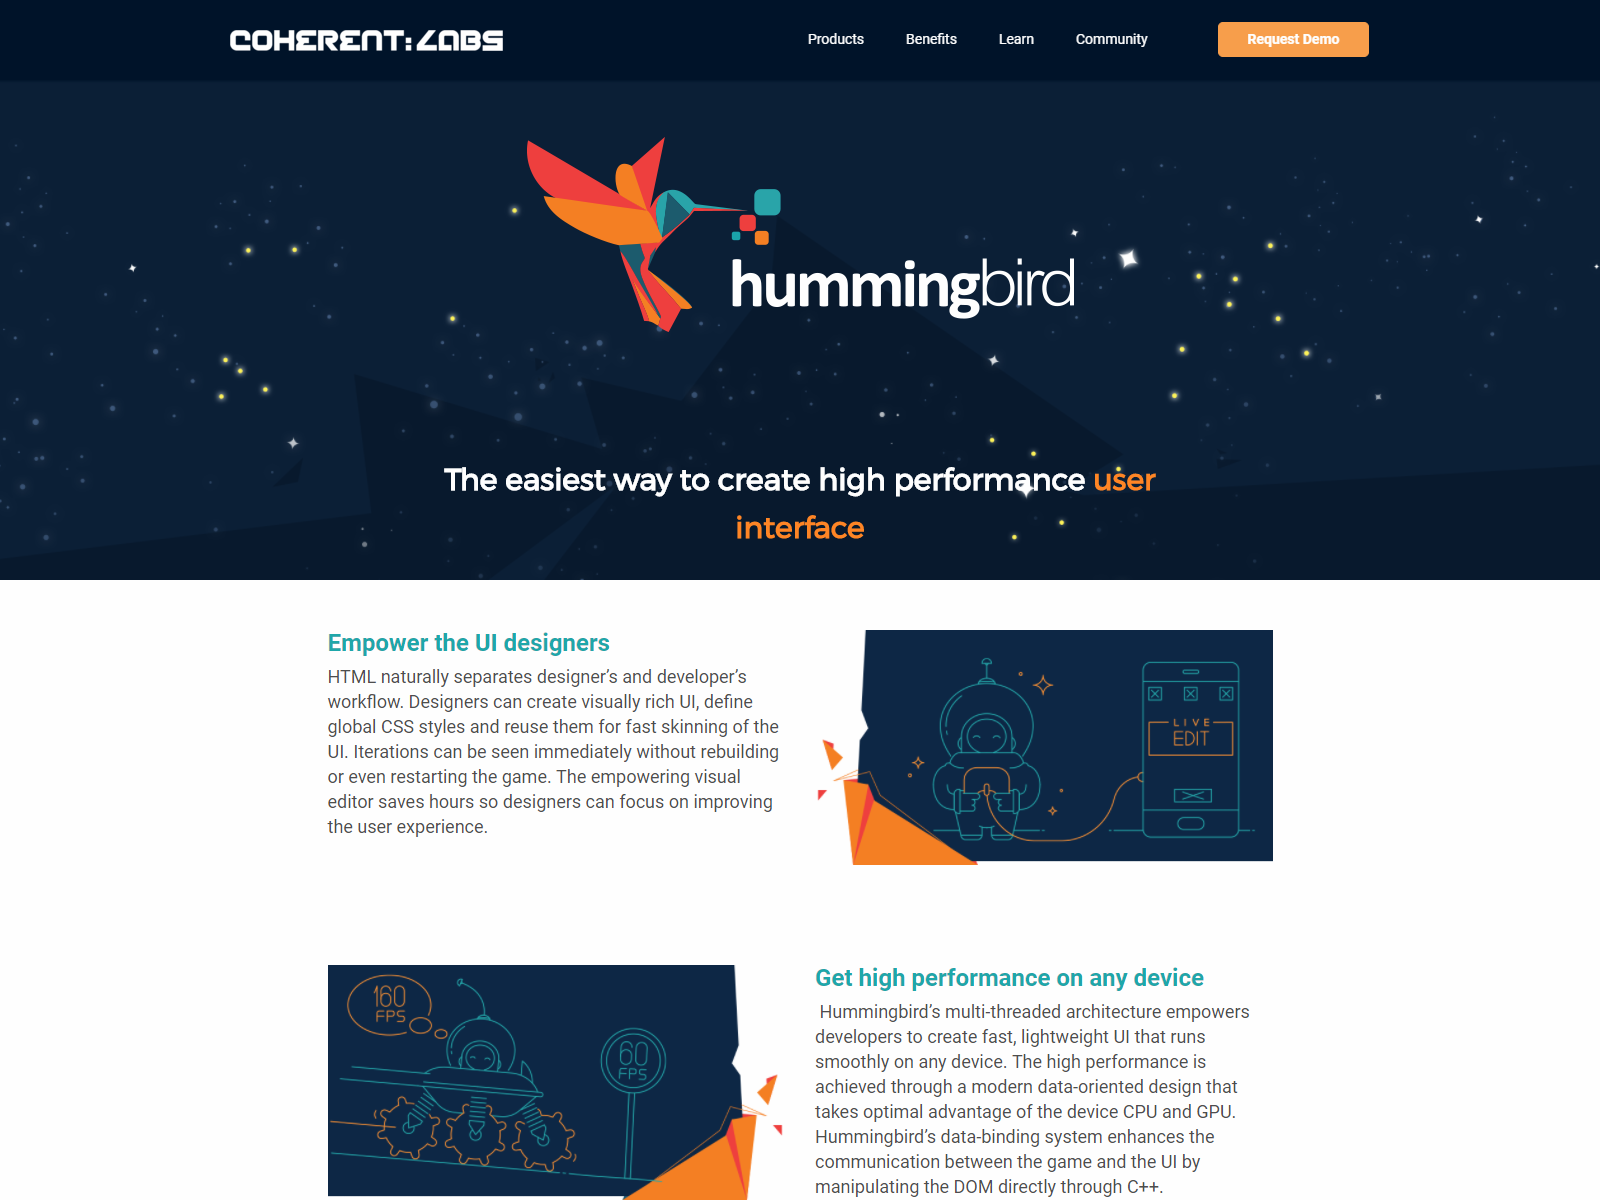 COHERENT:LABS
Products Benefits Learn Community Request Demo
hummingbird
The easiest way to create high performance user
interface
Empower the UI designers
HTML naturally separates designer’s and developer’s
workflow. Designers can create visually rich UI, define
global CSS styles and reuse them for fast skinning of the
UI. Iterations can be seen immediately without rebuilding
or even restarting the game. The empowering visual
editor saves hours so designers can focus on improving
the user experience.
LIVE
EDIT
160
FPS
60
FPS
Get high performance on any device
Hummingbird’s multi-threaded architecture empowers
developers to create fast, lightweight UI that runs
smoothly on any device. The high performance is
achieved through a modern data-oriented design that
takes optimal advantage of the device CPU and GPU.
Hummingbird’s data-binding system enhances the
communication between the game and the UI by
manipulating the DOM directly through C++.